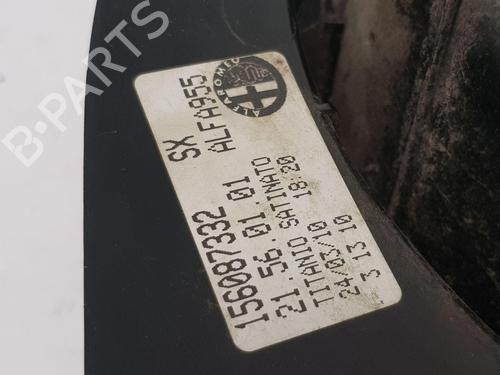 B-PARTS
ALFA ROMEO
SX
ALFA955
156087332
21.56.01.01
TITANIO SATINATO
24/03/10 18:20
3 13 10